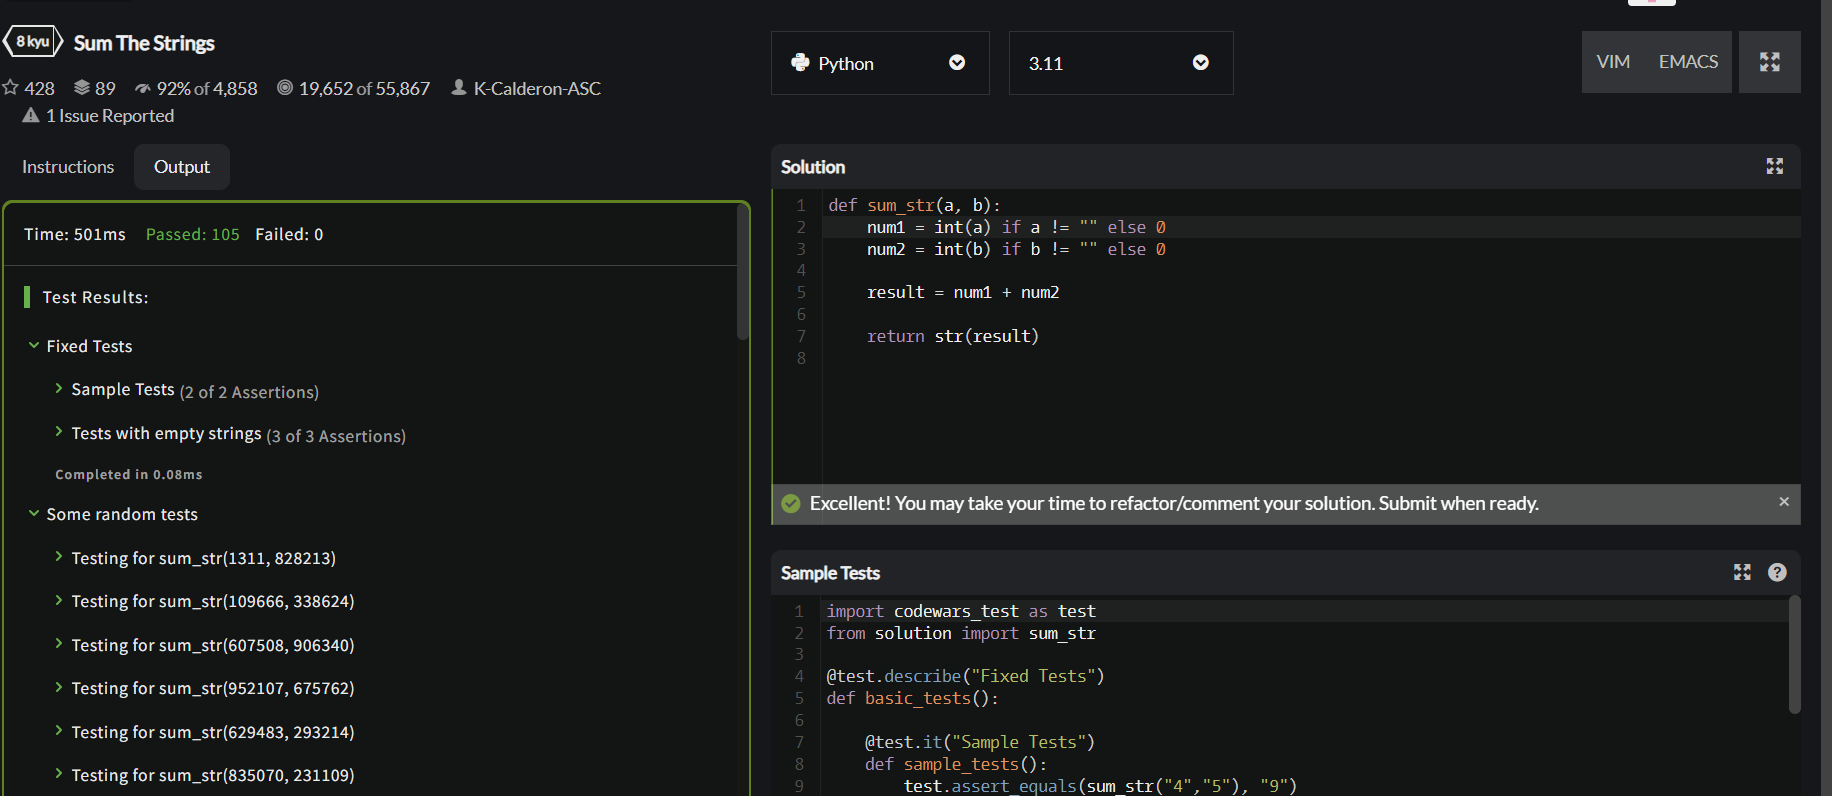 8 kyu Sum The Strings
428 89 92% of 4,858 19,652 of 55,867 K-Calderon-ASC
1 Issue Reported
Instructions Output
Time: 501ms Passed: 105 Failed: 0
Test Results:
Fixed Tests
Sample Tests (2 of 2 Assertions)
Tests with empty strings (3 of 3 Assertions)
Completed in 0.08ms
Some random tests
Testing for sum_str(1311, 828213)
Testing for sum_str(109666, 338624)
Testing for sum_str(607508, 906340)
Testing for sum_str(952107, 675762)
Testing for sum_str(629483, 293214)
Testing for sum_str(835070, 231109)
Python 3.11 VIM EMACS
Solution
1 def sum_str(a, b):
2     num1 = int(a) if a != "" else 0
3     num2 = int(b) if b != "" else 0
4
5     result = num1 + num2
6
7     return str(result)
8
Excellent! You may take your time to refactor/comment your solution. Submit when ready. ×
Sample Tests ?
1 import codewars_test as test
2 from solution import sum_str
3
4 @test.describe("Fixed Tests")
5 def basic_tests():
6
7     @test.it("Sample Tests")
8     def sample_tests():
9         test.assert_equals(sum_str("4","5"), "9")